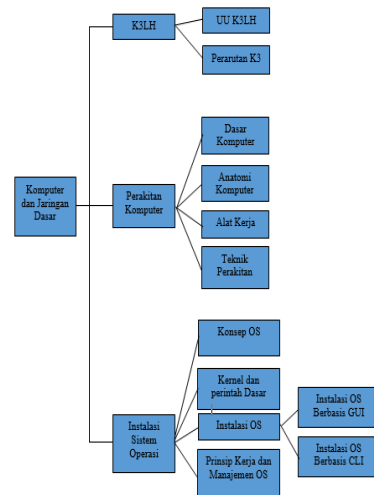 K3LH
UU K3LH
Perarutan K3
Komputer
dan Jaringan
Dasar
Perakitan
Komputer
Dasar
Komputer
Anatomi
Komputer
Alat Kerja
Teknik
Perakitan
Instalasi
Sistem
Operasi
Konsep OS
Kernel dan
perintah Dasar
Instalasi OS
Instalasi OS
Berbasis GUI
Instalasi OS
Berbasis CLI
Prinsip Kerja dan
Manajemen OS